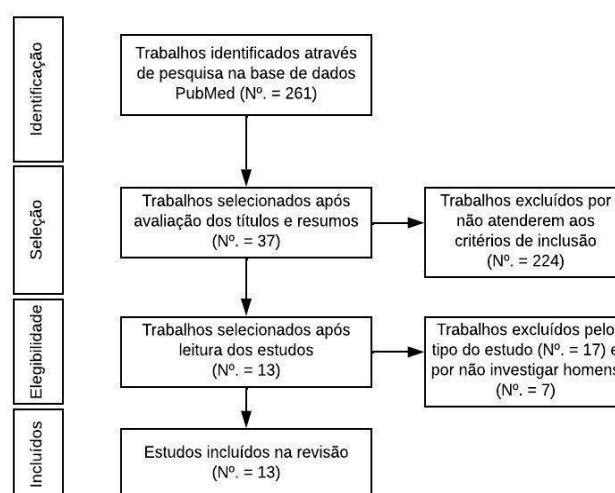 Identificação
Trabalhos identificados através
de pesquisa na base de dados
PubMed (Nº. = 261)
Seleção
Trabalhos selecionados após
avaliação dos títulos e resumos
(Nº. = 37)
Trabalhos excluídos por
não atenderem aos
critérios de inclusão
(Nº. = 224)
Elegibilidade
Trabalhos selecionados após
leitura dos estudos
(Nº. = 13)
Trabalhos excluídos pelo
tipo do estudo (Nº. = 17) e
por não investigar homens
(Nº. = 7)
Incluídos
Estudos incluídos na revisão
(Nº. = 13)